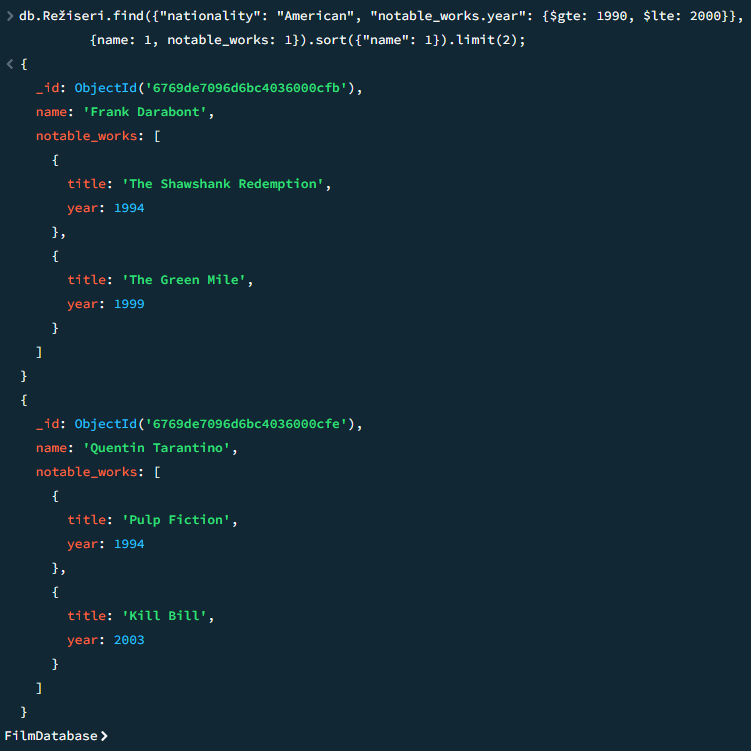 > db.Režiseri.find({"nationality": "American", "notable_works.year": {$gte: 1990, $lte: 2000}},
{name: 1, notable_works: 1}).sort({"name": 1}).limit(2);
< {
_id: ObjectId('6769de7096d6bc4036000cfb'),
name: 'Frank Darabont',
notable_works: [
{
title: 'The Shawshank Redemption',
year: 1994
},
{
title: 'The Green Mile',
year: 1999
}
]
}
{
_id: ObjectId('6769de7096d6bc4036000cfe'),
name: 'Quentin Tarantino',
notable_works: [
{
title: 'Pulp Fiction',
year: 1994
},
{
title: 'Kill Bill',
year: 2003
}
]
}
FilmDatabase>